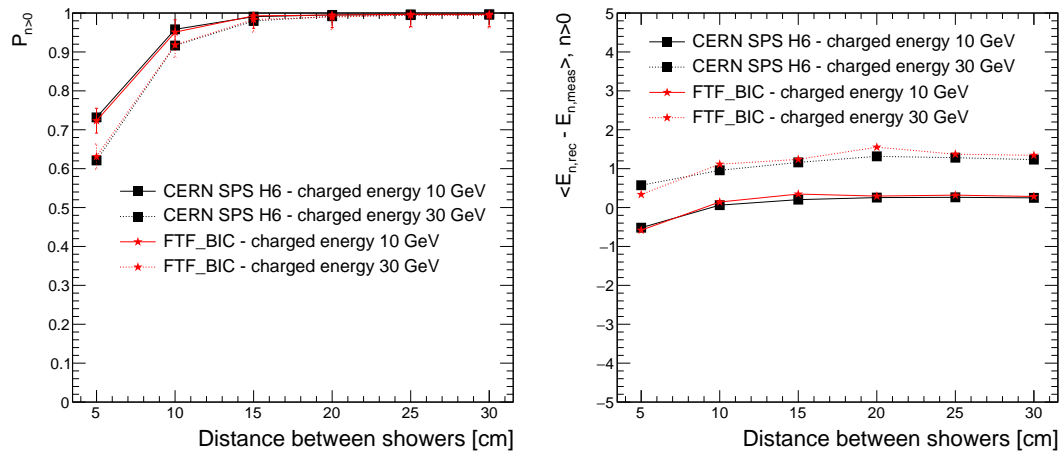 P_{n>0}
1
0.9
0.8
0.7
0.6
0.5
0.4
0.3
0.2
0.1
0
CERN SPS H6 - charged energy 10 GeV
CERN SPS H6 - charged energy 30 GeV
FTF_BIC - charged energy 10 GeV
FTF_BIC - charged energy 30 GeV
5 10 15 20 25 30
Distance between showers [cm]
<E_{n,rec} - E_{n,meas}>, n>0
5
4
3
2
1
0
−1
−2
−3
−4
−5
CERN SPS H6 - charged energy 10 GeV
CERN SPS H6 - charged energy 30 GeV
FTF_BIC - charged energy 10 GeV
FTF_BIC - charged energy 30 GeV
5 10 15 20 25 30
Distance between showers [cm]